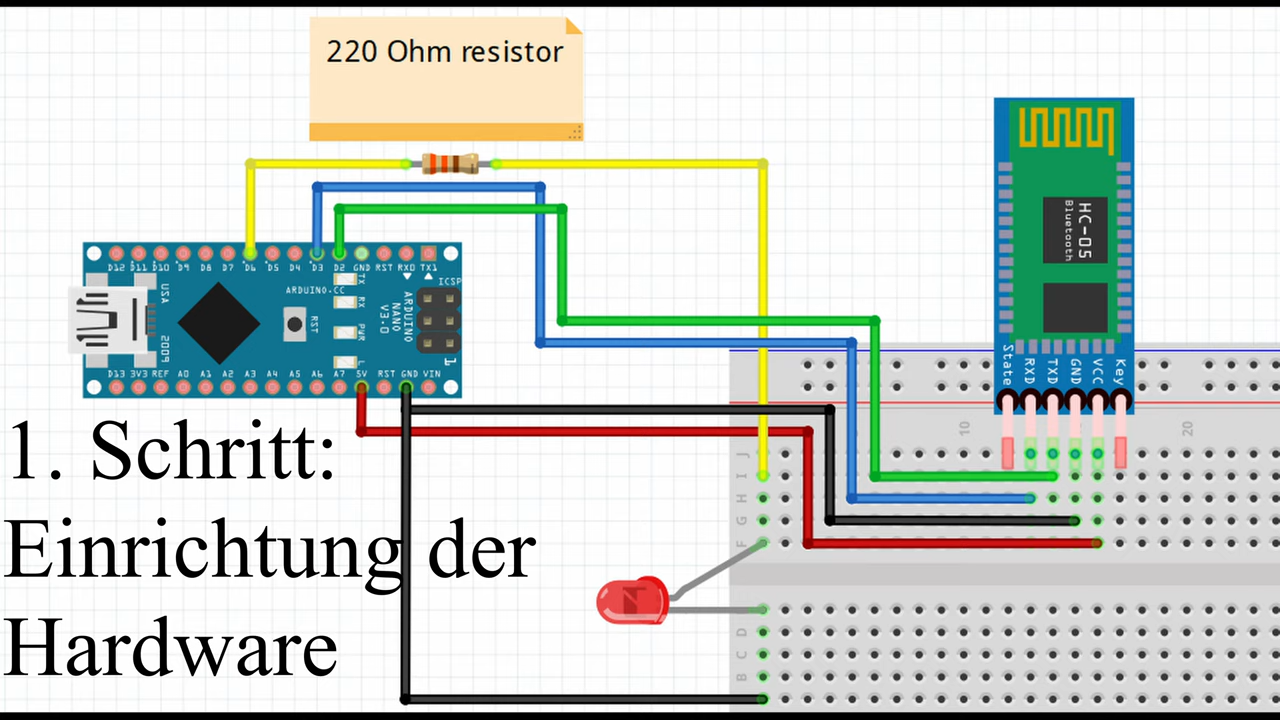 220 Ohm resistor
D12 D11 D10 D9 D8 D7 D6 D5 D4 D3 D2 GND RST RX0 TX1
TX
RX
PWR
L
ICSP
1
ARDUINO.CC
USA
2009
RST
ARDUINO
NANO
V3.0
D13 3V3 REF A0 A1 A2 A3 A4 A5 A6 A7 5V RST GND VIN
HC-05
Bluetooth
State RXD TXD GND VCC Key
10 20
J
I
H
G
F
D
C
B
A
1. Schritt:
Einrichtung der
Hardware